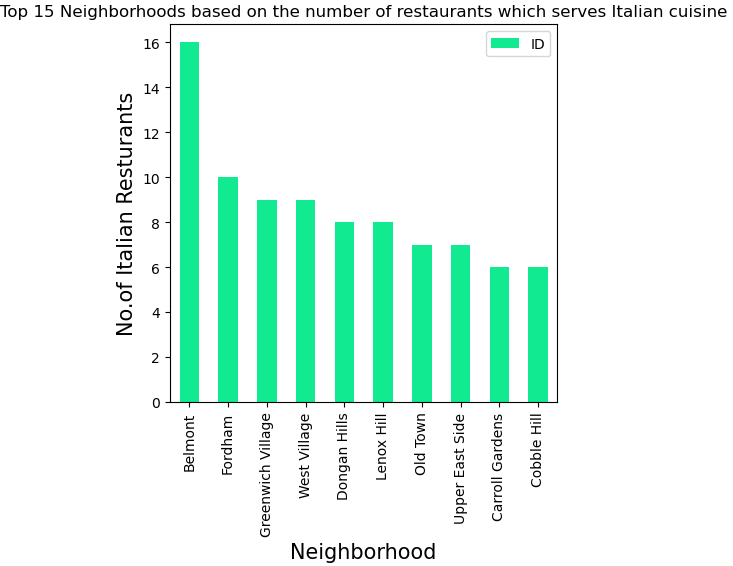 Top 15 Neighborhoods based on the number of restaurants which serves Italian cuisine
ID
No.of Italian Resturants
16
14
12
10
8
6
4
2
0
Belmont
Fordham
Greenwich Village
West Village
Dongan Hills
Lenox Hill
Old Town
Upper East Side
Carroll Gardens
Cobble Hill
Neighborhood